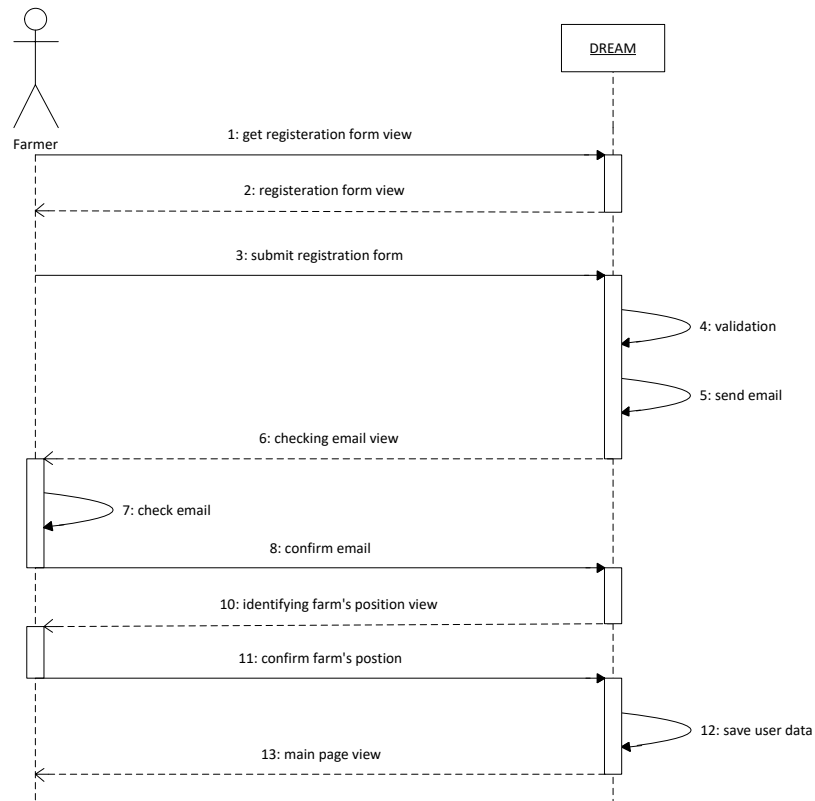 DREAM
Farmer
1: get registeration form view
2: registeration form view
3: submit registration form
4: validation
5: send email
6: checking email view
7: check email
8: confirm email
10: identifying farm's position view
11: confirm farm's postion
12: save user data
13: main page view